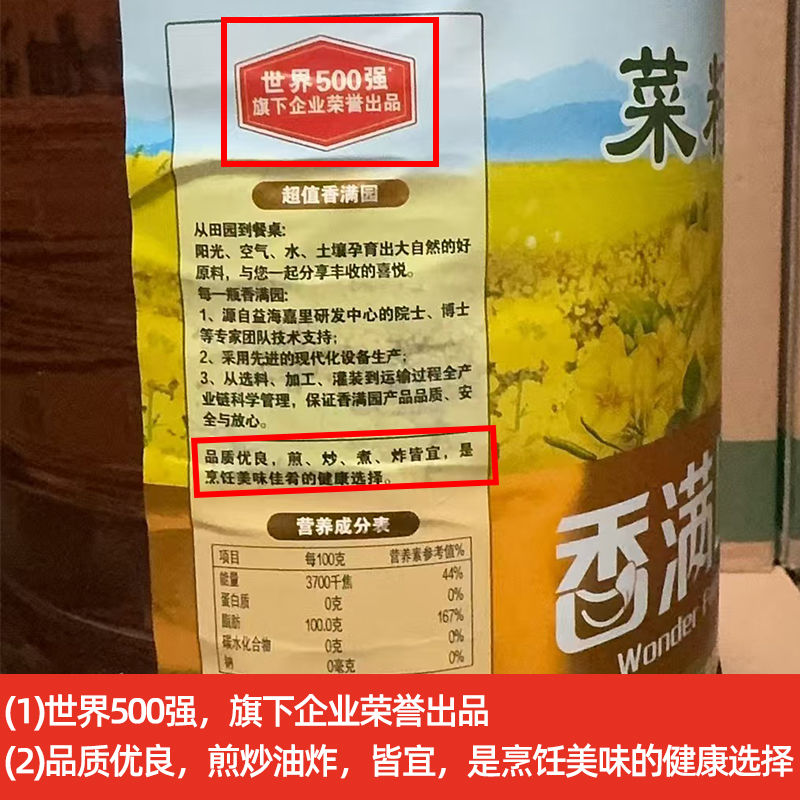 世界500强*
旗下企业荣誉出品
菜
超值香满园
从田园到餐桌:
阳光、空气、水、土壤孕育出大自然的好
原料，与您一起分享丰收的喜悦。
每一瓶香满园:
1、源自益海嘉里研发中心的院士、博士
等专家团队技术支持;
2、采用先进的现代化设备生产;
3、从选料、加工、灌装到运输过程全产
业链科学管理，保证香满园产品品质、安
全与放心。
品质优良，煎、炒、煮、炸皆宜，是
烹饪美味佳肴的健康选择。
营养成分表
项目 每100克 营养素参考值%
能量 3700千焦 44%
蛋白质 0克 0%
脂肪 100.0克 167%
碳水化合物 0克 0%
钠 0毫克 0%
香满
Wonder
(1)世界500强，旗下企业荣誉出品
(2)品质优良，煎炒油炸，皆宜，是烹饪美味的健康选择